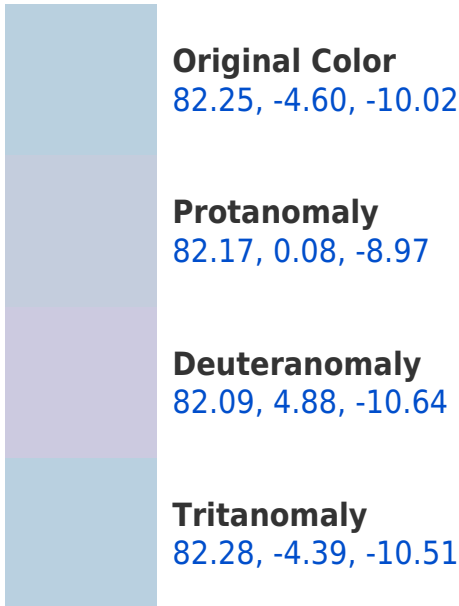 Original Color
82.25, -4.60, -10.02
Protanomaly
82.17, 0.08, -8.97
Deuteranomaly
82.09, 4.88, -10.64
Tritanomaly
82.28, -4.39, -10.51